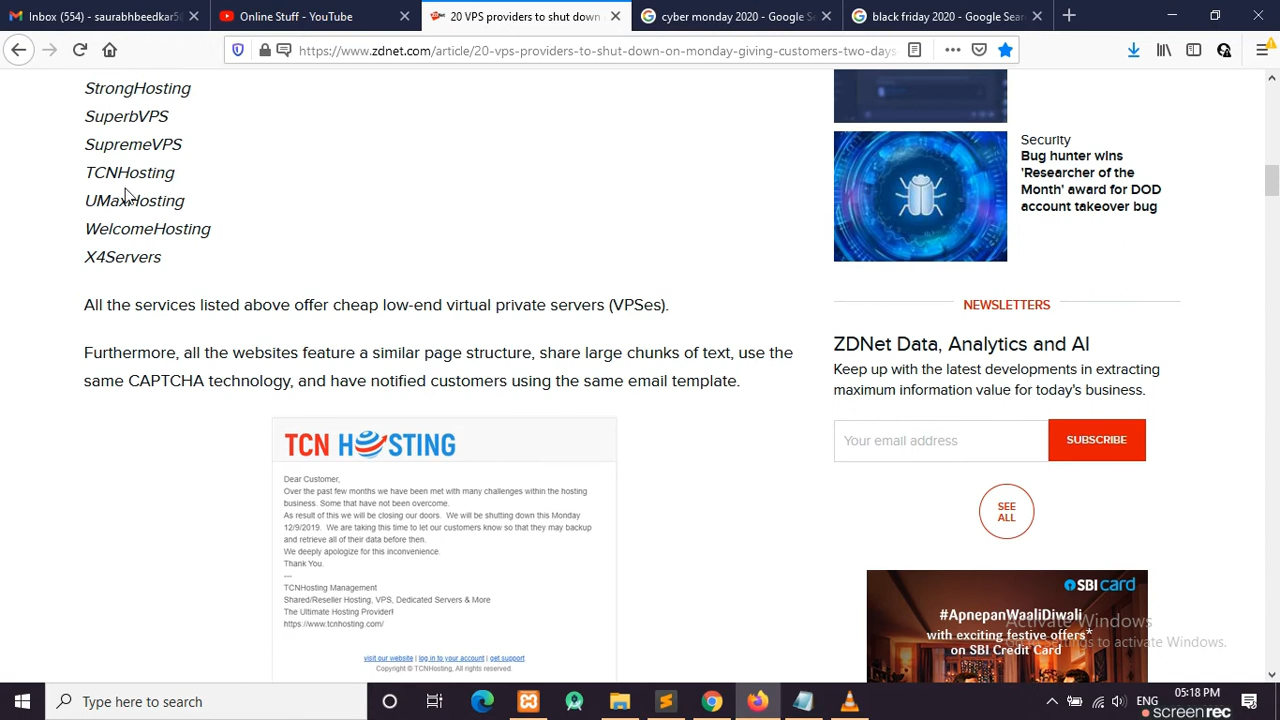 Inbox (554) - saurabhbeedkar5
Online Stuff - YouTube
20 VPS providers to shut down
cyber monday 2020 - Google Se
black friday 2020 - Google Sear
https://www.zdnet.com/article/20-vps-providers-to-shut-down-on-monday-giving-customers-two-days
StrongHosting
SuperbVPS
SupremeVPS
TCNHosting
UMaxHosting
WelcomeHosting
X4Servers
All the services listed above offer cheap low-end virtual private servers (VPSes).
Furthermore, all the websites feature a similar page structure, share large chunks of text, use the
same CAPTCHA technology, and have notified customers using the same email template.
TCN HOSTING
Dear Customer,
Over the past few months we have been met with many challenges within the hosting
business. Some that have not been overcome.
As result of this we will be closing our doors. We will be shutting down this Monday
12/9/2019. We are taking this time to let our customers know so that they may backup
and retrieve all of their data before then.
We deeply apologize for this inconvenience.
Thank You.
---
TCNHosting Management
Shared/Reseller Hosting, VPS, Dedicated Servers & More
The Ultimate Hosting Provider!
https://www.tcnhosting.com/
visit our website | log in to your account | get support
Copyright © TCNHosting, All rights reserved.
Security
Bug hunter wins
'Researcher of the
Month' award for DOD
account takeover bug
NEWSLETTERS
ZDNet Data, Analytics and AI
Keep up with the latest developments in extracting
maximum information value for today's business.
Your email address
SUBSCRIBE
SEE
ALL
SBI card
#ApnepanWaaliDiwali
with exciting festive offers*
on SBI Credit Card
Activate Windows
Go to Settings to activate Windows.
Type here to search
ENG
05:18 PM
screenrec